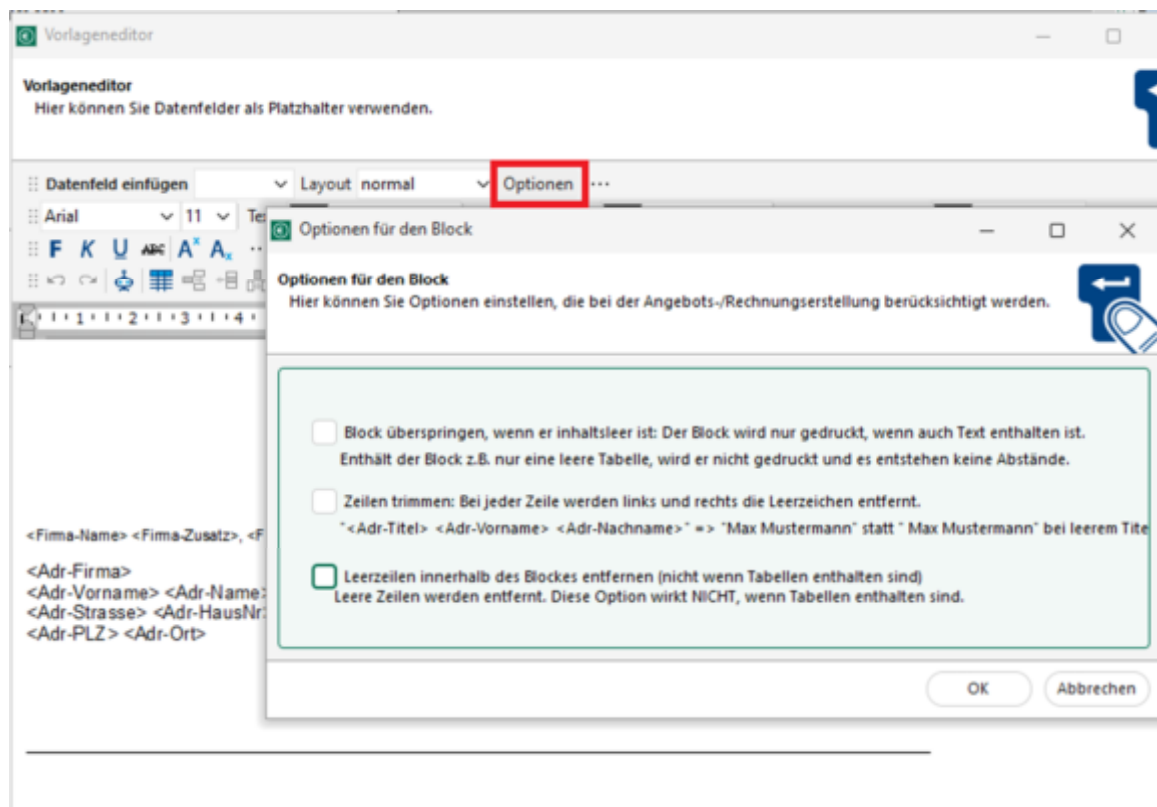 Vorlageneditor
Vorlageneditor
Hier können Sie Datenfelder als Platzhalter verwenden.
Datenfeld einfügen Layout normal Optionen ...
Arial 11
F K U ABC A^x A_x
1 2 3 4
Optionen für den Block
Optionen für den Block
Hier können Sie Optionen einstellen, die bei der Angebots-/Rechnungserstellung berücksichtigt werden.
Block überspringen, wenn er inhaltsleer ist: Der Block wird nur gedruckt, wenn auch Text enthalten ist.
Enthält der Block z.B. nur eine leere Tabelle, wird er nicht gedruckt und es entstehen keine Abstände.
Zeilen trimmen: Bei jeder Zeile werden links und rechts die Leerzeichen entfernt.
"<Adr-Titel> <Adr-Vorname> <Adr-Nachname>" => "Max Mustermann" statt " Max Mustermann" bei leerem Tite
Leerzeilen innerhalb des Blockes entfernen (nicht wenn Tabellen enthalten sind)
Leere Zeilen werden entfernt. Diese Option wirkt NICHT, wenn Tabellen enthalten sind.
OK Abbrechen
<Firma-Name> <Firma-Zusatz>, <F
<Adr-Firma>
<Adr-Vorname> <Adr-Name>
<Adr-Strasse> <Adr-HausNr>
<Adr-PLZ> <Adr-Ort>